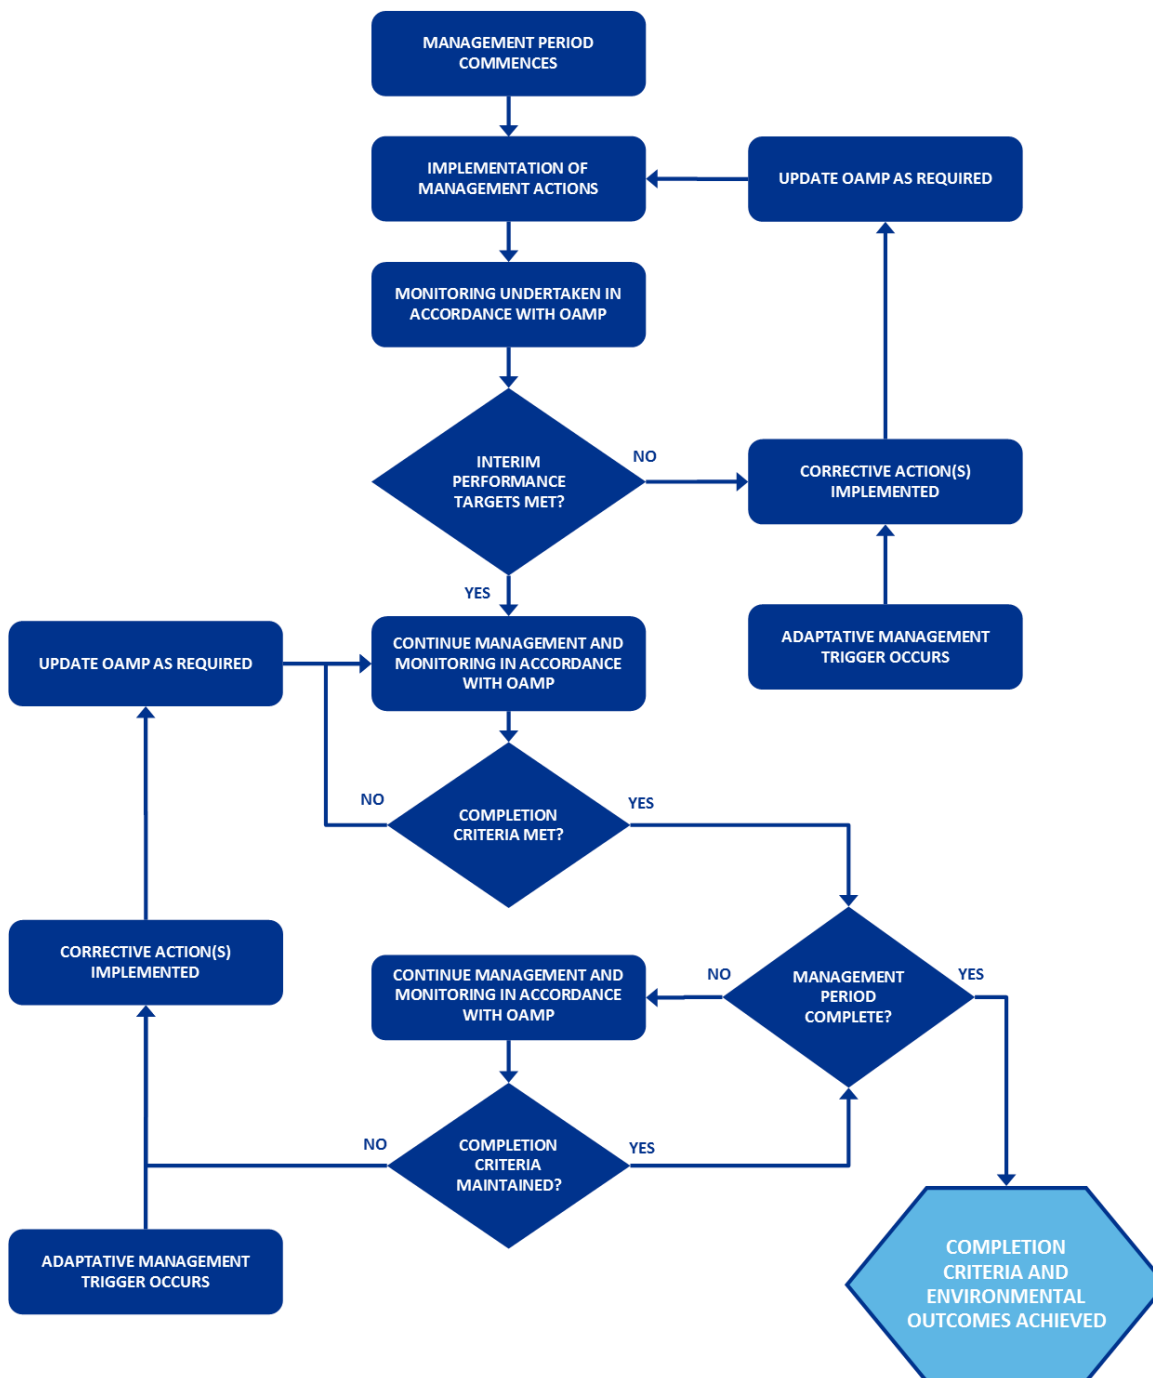 MANAGEMENT PERIOD
COMMENCES
IMPLEMENTATION OF
MANAGEMENT ACTIONS
UPDATE OAMP AS REQUIRED
MONITORING UNDERTAKEN IN
ACCORDANCE WITH OAMP
INTERIM
PERFORMANCE
TARGETS MET?
NO
CORRECTIVE ACTION(S)
IMPLEMENTED
YES
ADAPTATIVE MANAGEMENT
TRIGGER OCCURS
UPDATE OAMP AS REQUIRED
CONTINUE MANAGEMENT AND
MONITORING IN ACCORDANCE
WITH OAMP
NO
COMPLETION
CRITERIA MET?
YES
CORRECTIVE ACTION(S)
IMPLEMENTED
CONTINUE MANAGEMENT AND
MONITORING IN ACCORDANCE
WITH OAMP
NO
MANAGEMENT
PERIOD
COMPLETE?
YES
NO
COMPLETION
CRITERIA
MAINTAINED?
YES
ADAPTATIVE MANAGEMENT
TRIGGER OCCURS
COMPLETION
CRITERIA AND
ENVIRONMENTAL
OUTCOMES ACHIEVED